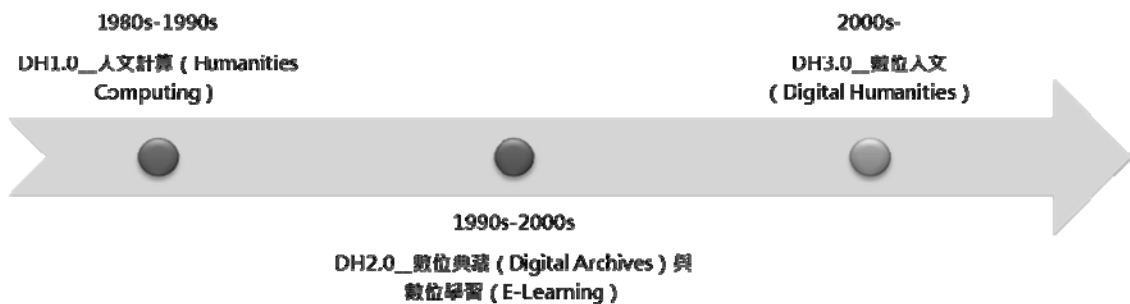 1980s-1990s
DH1.0__人文計算 ( Humanities
Computing )
1990s-2000s
DH2.0__數位典藏 ( Digital Archives ) 與
數位學習 ( E-Learning )
2000s-
DH3.0__數位人文
( Digital Humanities )